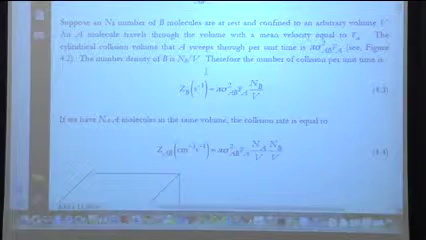 Suppose an N_B number of B molecules are at rest and confined to an arbitrary volume V
An A molecule travels through the volume with a mean velocity equal to v̄_A. The
cylindrical collision volume that A sweeps through per unit time is πσ²_AB v̄_A (see, Figure
4.2). The number density of B is N_B/V Therefore the number of collision per unit time is:
Z_B(s⁻¹) = πσ²_AB v̄_A N_B/V (8.3)
If we have N_A A molecules in the same volume, the collision rate is equal to
Z_AB(cm⁻³s⁻¹) = πσ²_AB v̄_A N_A/V N_B/V (8.4)